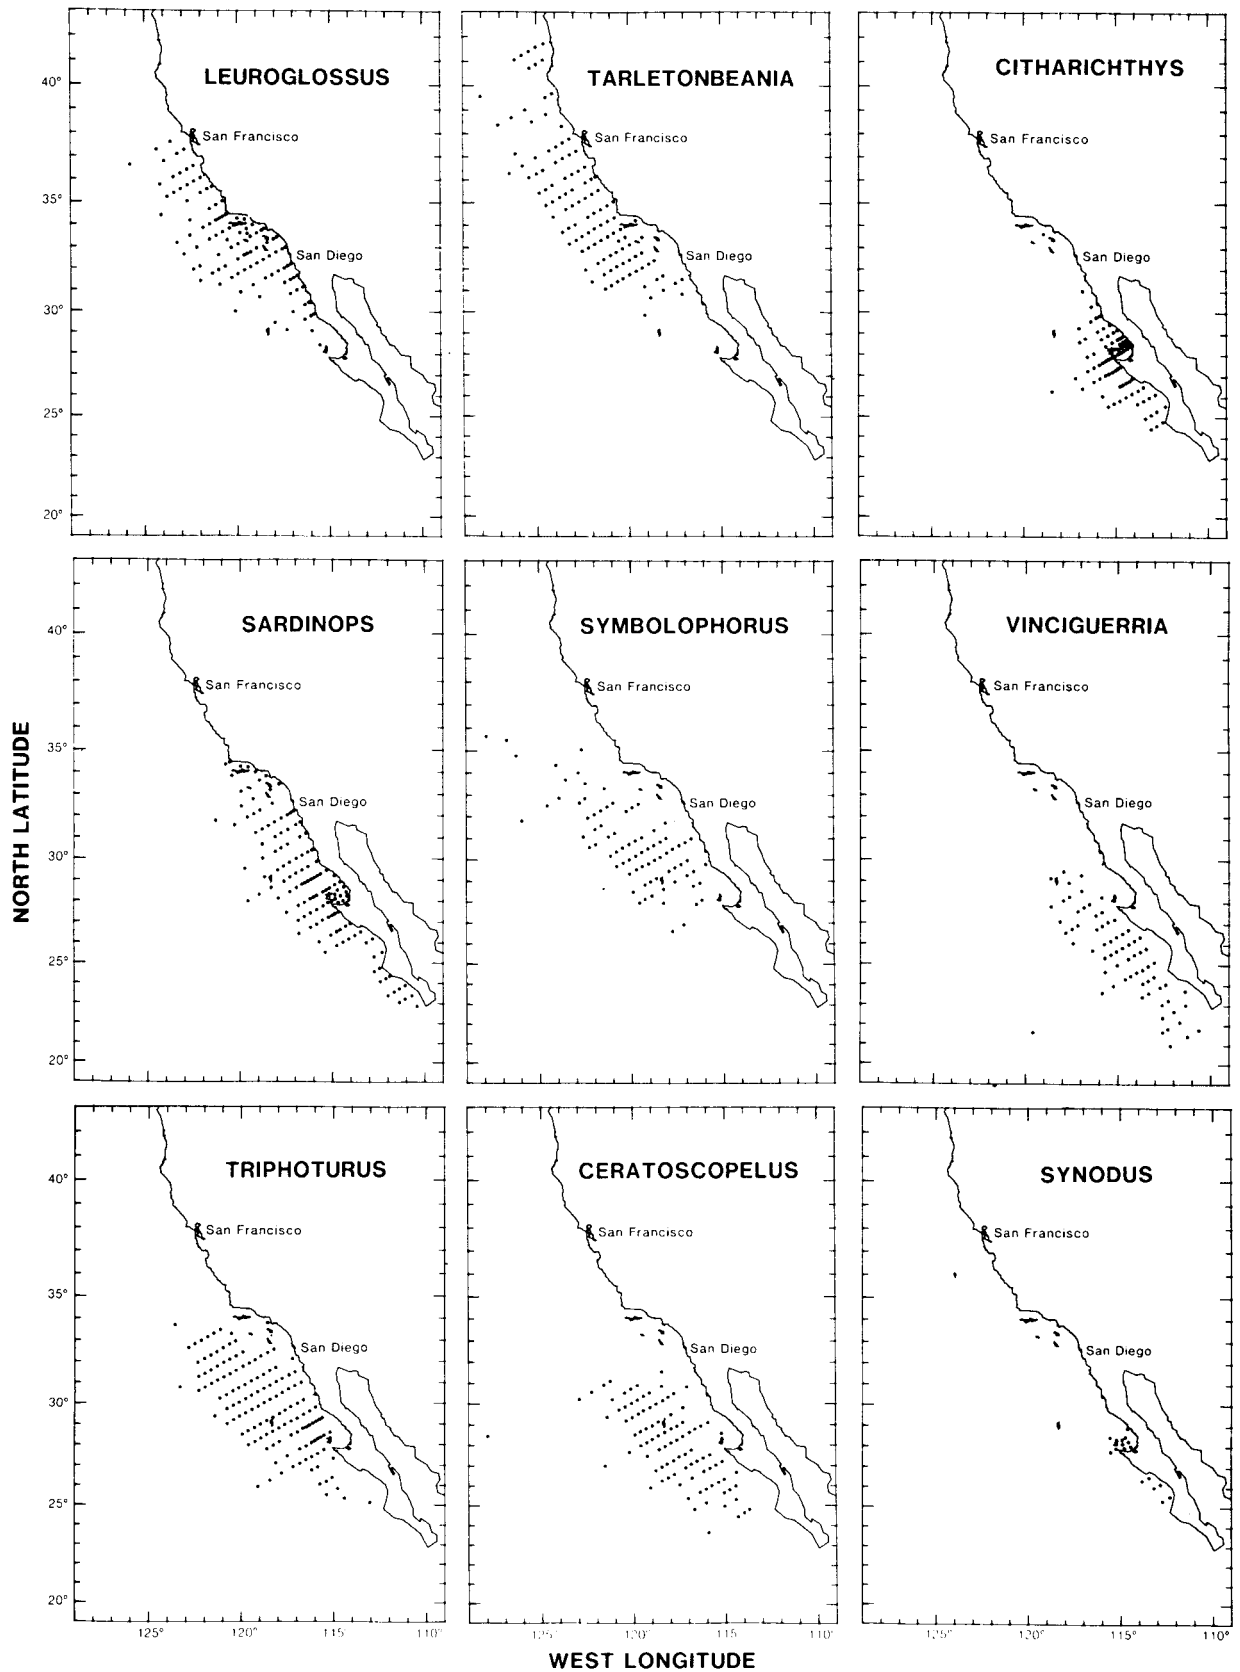 LEUROGLOSSUS
TARLETONBEANIA
CITHARICHTHYS
40°
San Francisco
San Francisco
San Francisco
35°
San Diego
San Diego
San Diego
30°
25°
20°
SARDINOPS
SYMBOLOPHORUS
VINCIGUERRIA
40°
San Francisco
San Francisco
San Francisco
35°
San Diego
San Diego
San Diego
30°
25°
20°
NORTH LATITUDE
TRIPHOTURUS
CERATOSCOPELUS
SYNODUS
40°
San Francisco
San Francisco
San Francisco
35°
San Diego
San Diego
San Diego
30°
25°
20°
125° 120° 115° 110° 125° 120° 115° 110° 125° 120° 115° 110°
WEST LONGITUDE